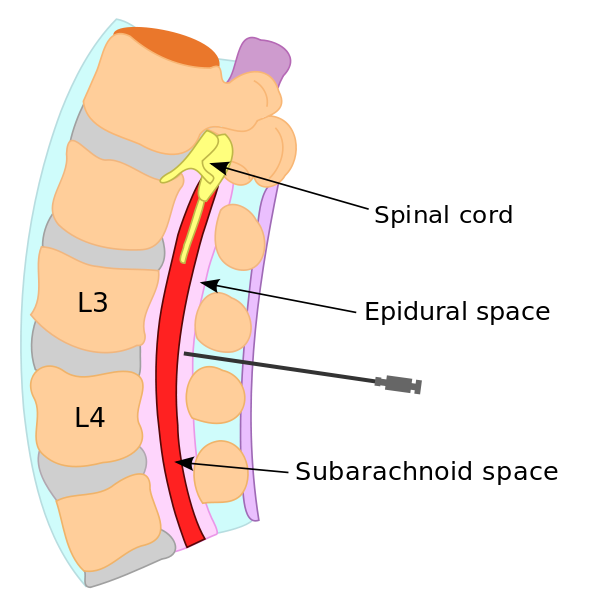 Spinal cord
L3
Epidural space
L4
Subarachnoid space